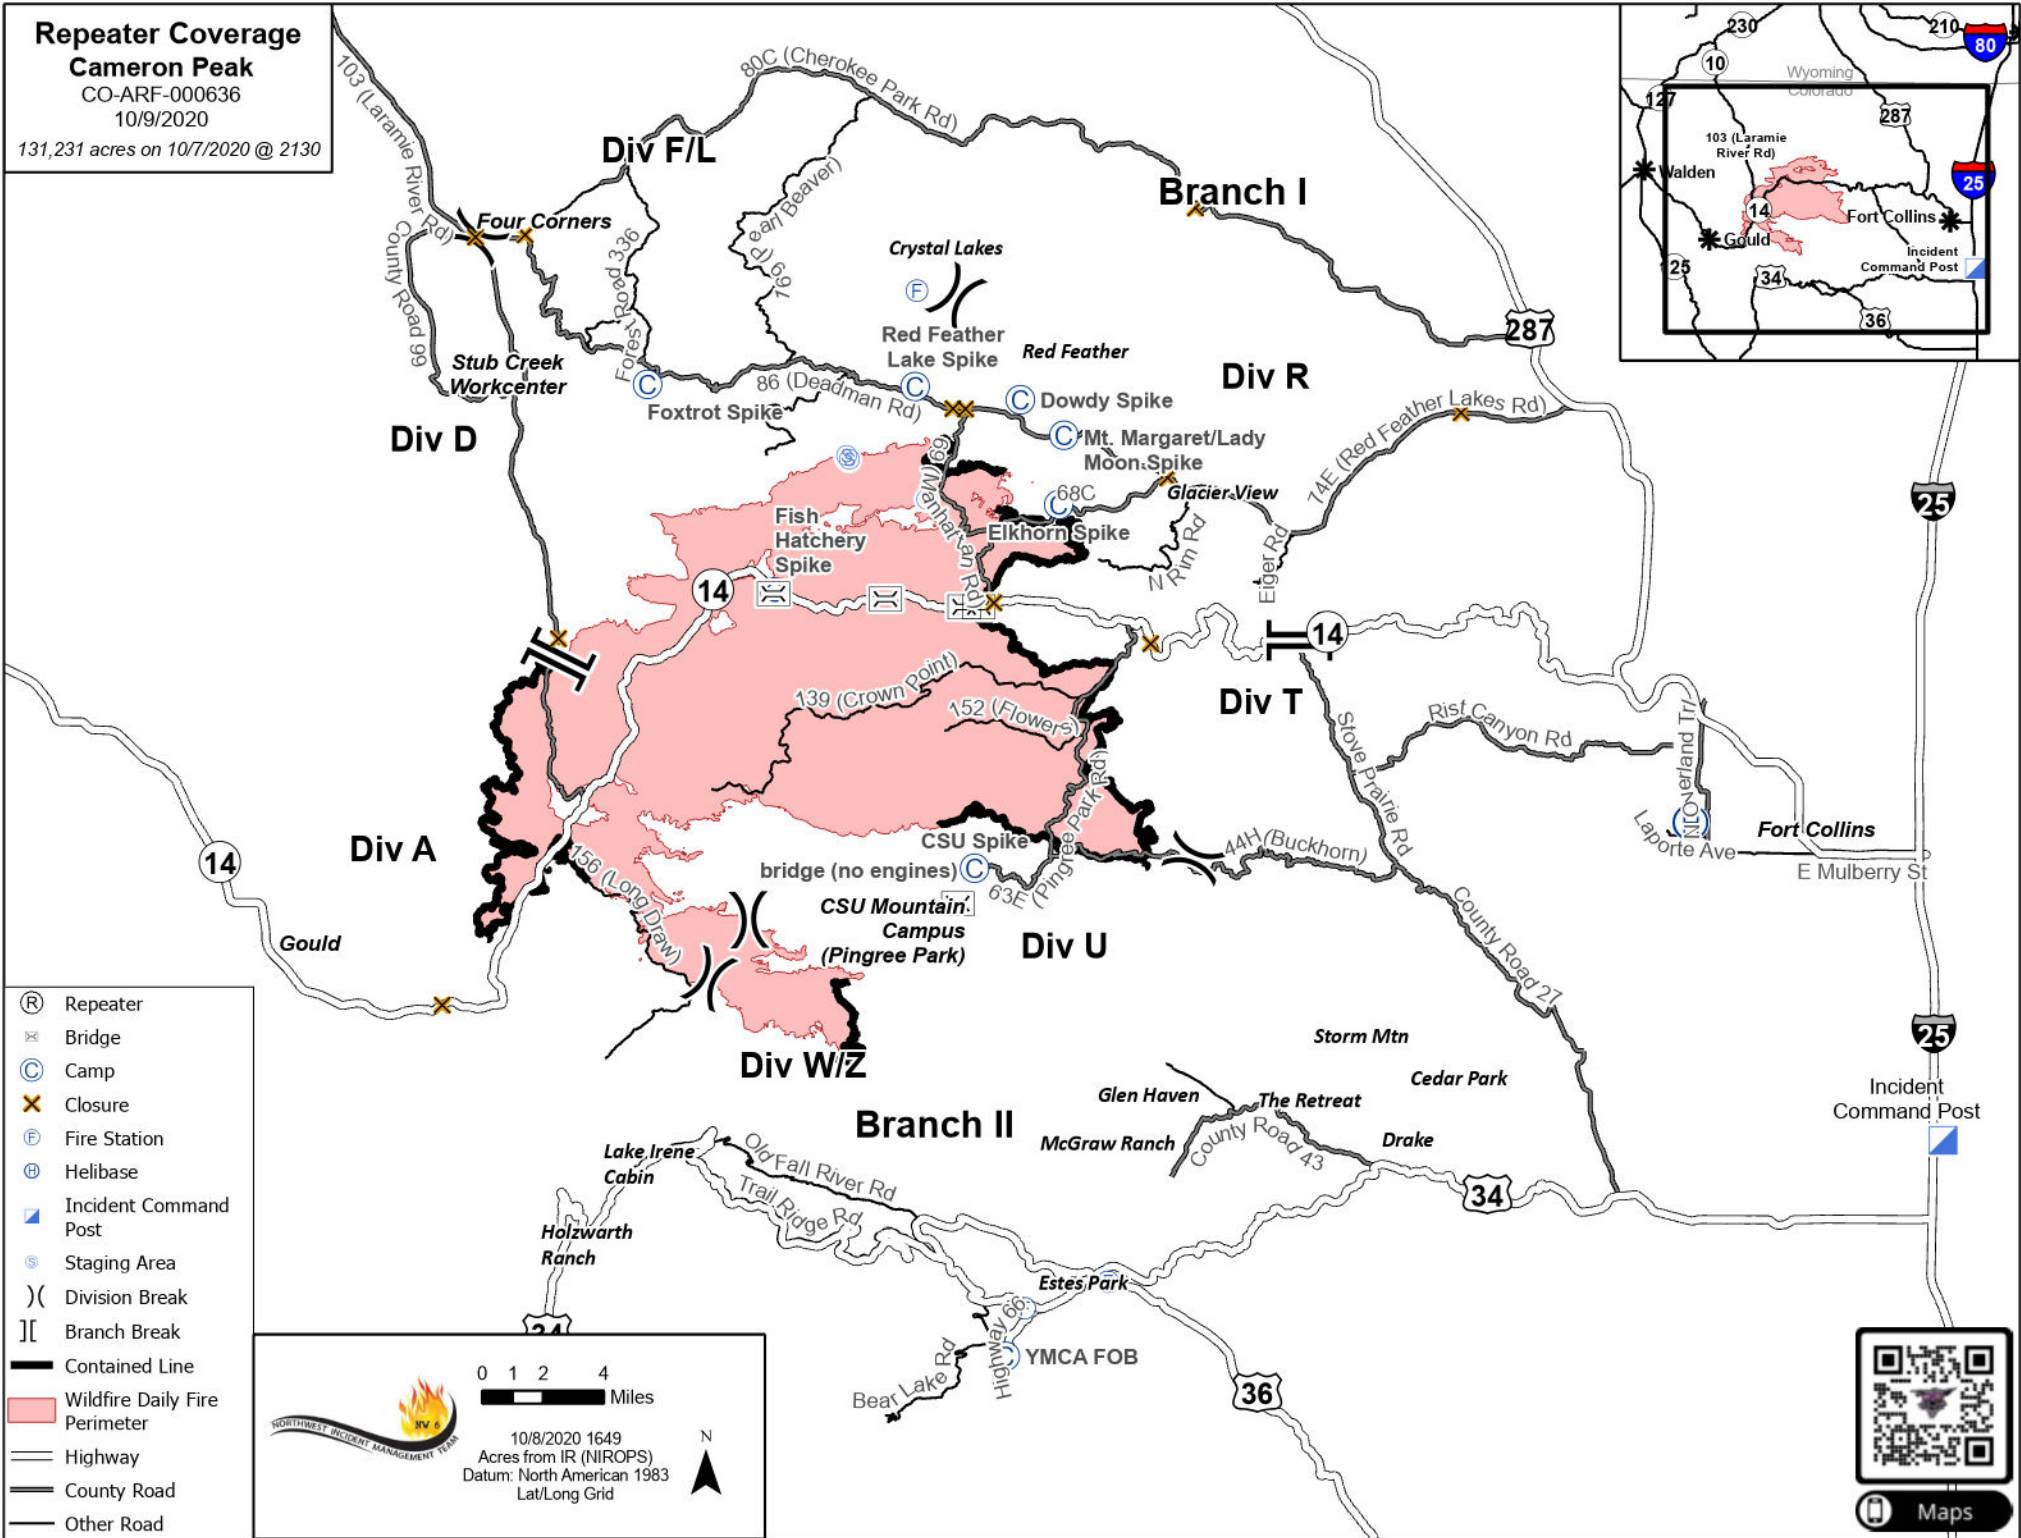 Repeater Coverage
Cameron Peak
CO-ARF-000636
10/9/2020
131,231 acres on 10/7/2020 @ 2130
230
210
80
10
Wyoming
Colorado
127
287
103 (Laramie
River Rd)
Walden
25
14
Fort Collins
Gould
Incident
Command Post
125
34
36
103 (Laramie River Rd)
80C (Cherokee Park Rd)
Div F/L
Branch I
Four Corners
County Road 99
Forest Road 336
169 (Pearl Beaver)
Crystal Lakes
F
Red Feather
Lake Spike
Red Feather
287
Stub Creek
Workcenter
C
Foxtrot Spike
86 (Deadman Rd)
C
C
Dowdy Spike
Div R
Div D
C
Mt. Margaret/Lady
Moon Spike
74E (Red Feather Lakes Rd)
S
69 (Manhattan Rd)
C
68C
Glacier View
25
Fish
Hatchery
Spike
Elkhorn Spike
N Rim Rd
Eiger Rd
14
14
139 (Crown Point)
152 (Flowers)
Div T
Stove Prairie Rd
Rist Canyon Rd
N Overland Trl
Div A
14
CSU Spike
C
bridge (no engines)
63E (Pingree Park Rd)
44H (Buckhorn)
Laporte Ave
Fort Collins
E Mulberry St
156 (Long Draw)
CSU Mountain
Campus
(Pingree Park)
Div U
County Road 27
Gould
25
Storm Mtn
Div W/Z
Cedar Park
Incident
Command Post
Glen Haven
The Retreat
Branch II
McGraw Ranch
County Road 43
Drake
Lake Irene
Cabin
Old Fall River Rd
Trail Ridge Rd
34
Holzwarth
Ranch
Estes Park
34
Highway 66
C
YMCA FOB
Bear Lake Rd
36
R Repeater
Bridge
C Camp
Closure
F Fire Station
H Helibase
Incident Command
Post
S Staging Area
Division Break
Branch Break
Contained Line
Wildfire Daily Fire
Perimeter
Highway
County Road
Other Road
NW 6
NORTHWEST INCIDENT MANAGEMENT TEAM
0 1 2 4
Miles
10/8/2020 1649
Acres from IR (NIROPS)
Datum: North American 1983
Lat/Long Grid
N
Maps